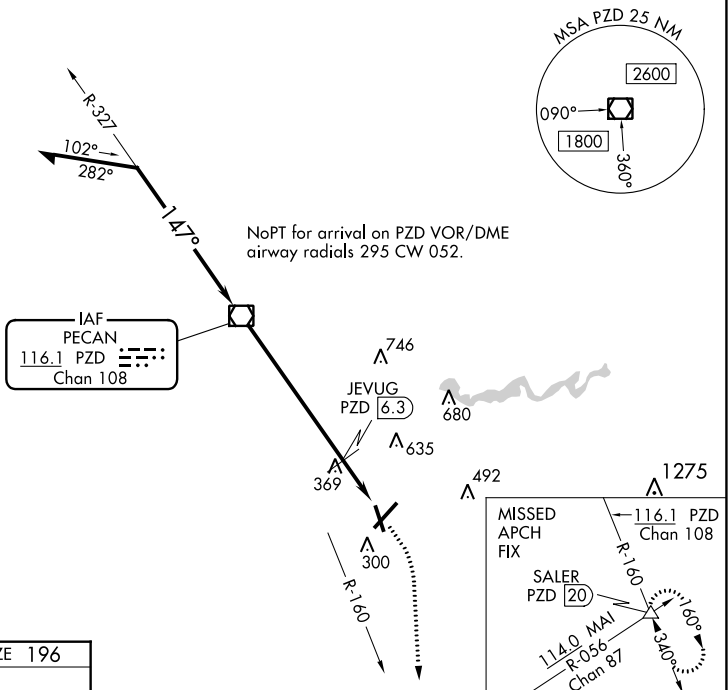 MSA PZD 25 NM
2600
090°
1800
360°
R-327
102°
282°
147°
NoPT for arrival on PZD VOR/DME
airway radials 295 CW 052.
IAF
PECAN
116.1 PZD
Chan 108
746
JEVUG
PZD 6.3
680
635
369
492
1275
300
R-160
MISSED
APCH
FIX
116.1 PZD
Chan 108
R-160
SALER
PZD 20
160°
340°
114.0 MAI
R-056
Chan 87
ZE 196